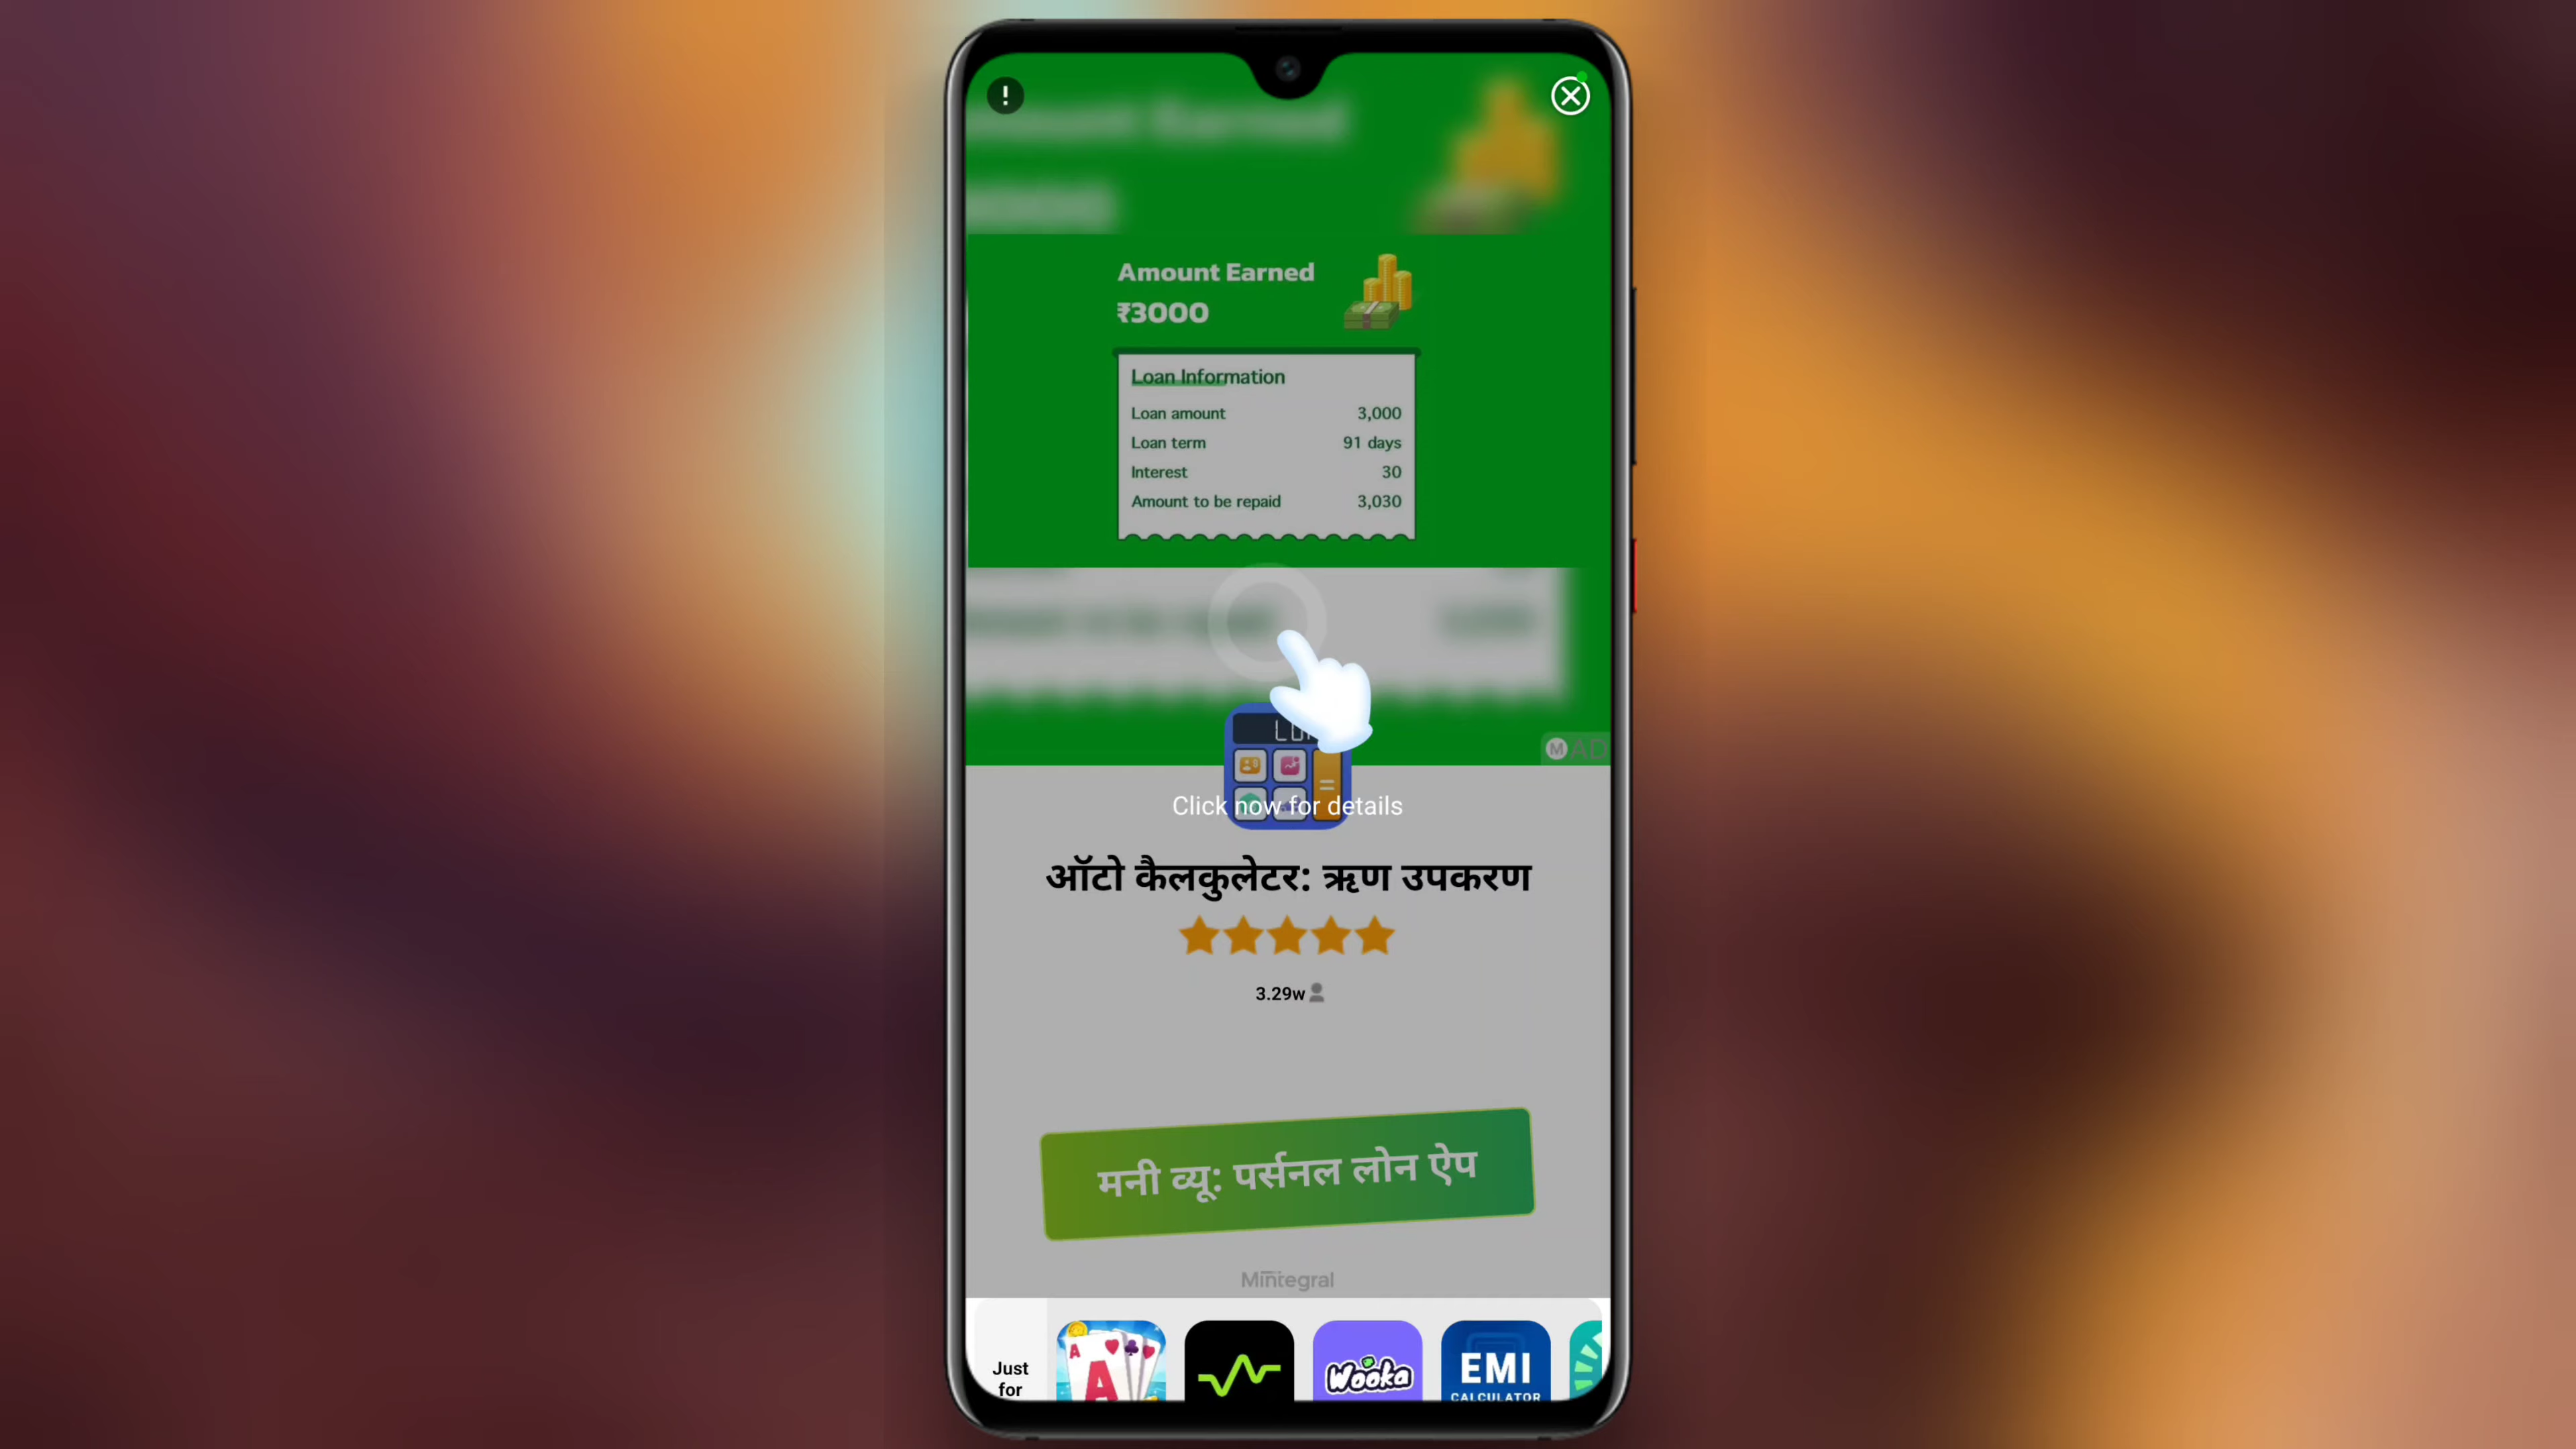 Amount Earned
₹3000
Loan Information
Loan amount 3,000
Loan term 91 days
Interest 30
Amount to be repaid 3,030
M AD
Click now for details
ऑटो कैलकुलेटर: ऋण उपकरण
3.29w
मनी व्यू: पर्सनल लोन ऐप
Mintegral
Just
for
A
A
Wooka
EMI
CALCULATOR